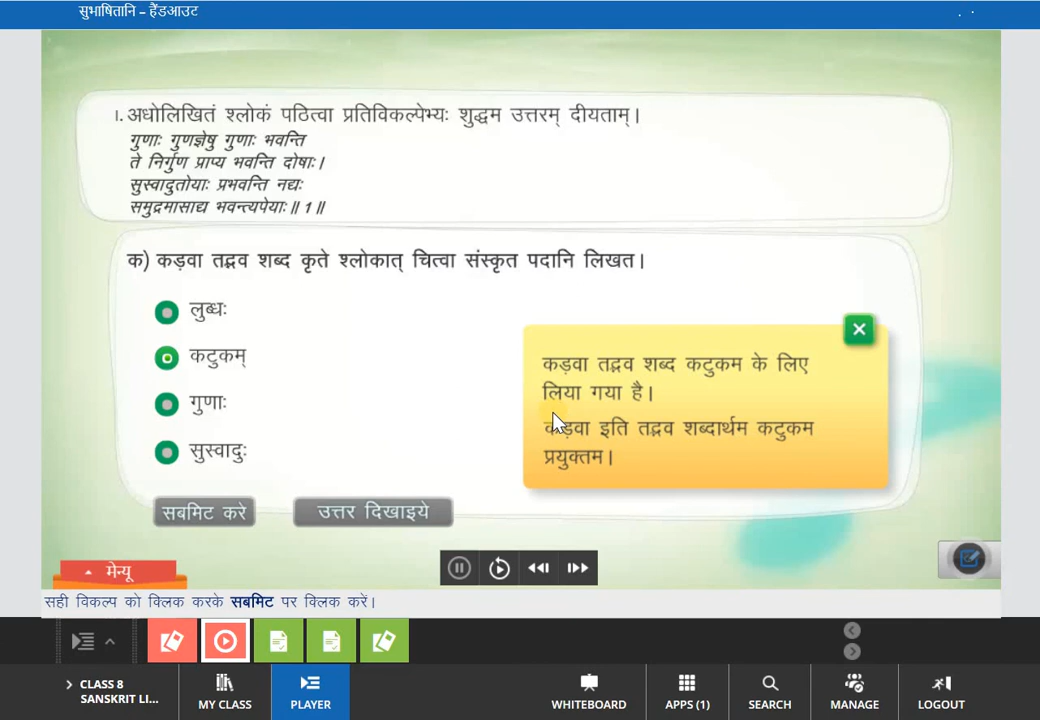 सुभाषितानि – हैंडआउट
।. अधोलिखितं श्लोकं पठित्वा प्रतिविकल्पेभ्यः शुद्धम उत्तरम् दीयताम्।
गुणाः गुणज्ञेषु गुणाः भवन्ति
ते निर्गुण प्राप्य भवन्ति दोषाः।
सुस्वादुतोयाः प्रभवन्ति नद्यः
समुद्रमासाद्य भवन्त्यपेयाः॥ 1॥
क) कड़वा तद्भव शब्द कृते श्लोकात् चित्वा संस्कृत पदानि लिखत।
लुब्धः
कटुकम्
गुणाः
सुस्वादुः
कड़वा तद्भव शब्द कटुकम के लिए
लिया गया है।
कड़वा इति तद्भव शब्दार्थम कटुकम
प्रयुक्तम।
सबमिट करे
उत्तर दिखाइये
मेन्यू
सही विकल्प को क्लिक करके सबमिट पर क्लिक करें।
CLASS 8
SANSKRIT LI...
MY CLASS
PLAYER
WHITEBOARD
APPS (1)
SEARCH
MANAGE
LOGOUT